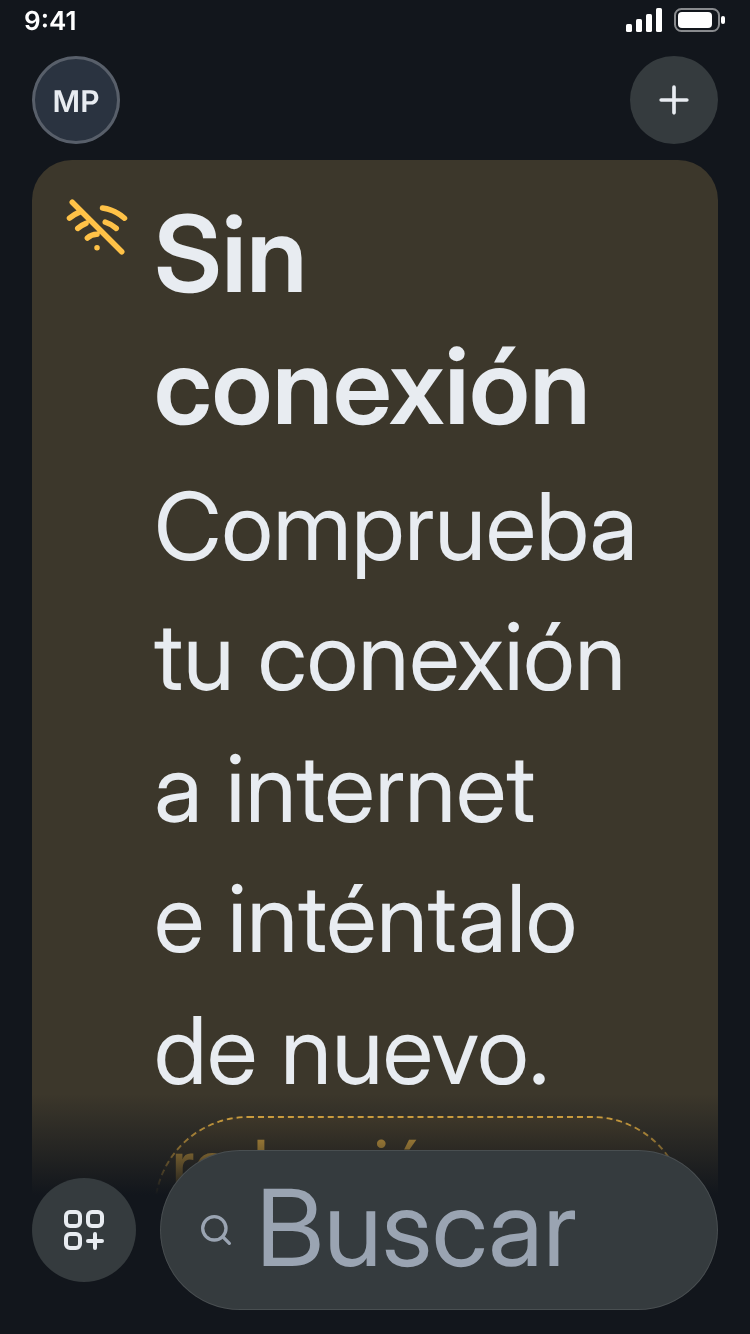 9:41
MP
Sin
conexión
Comprueba
tu conexión
a internet
e inténtalo
de nuevo.
Buscar